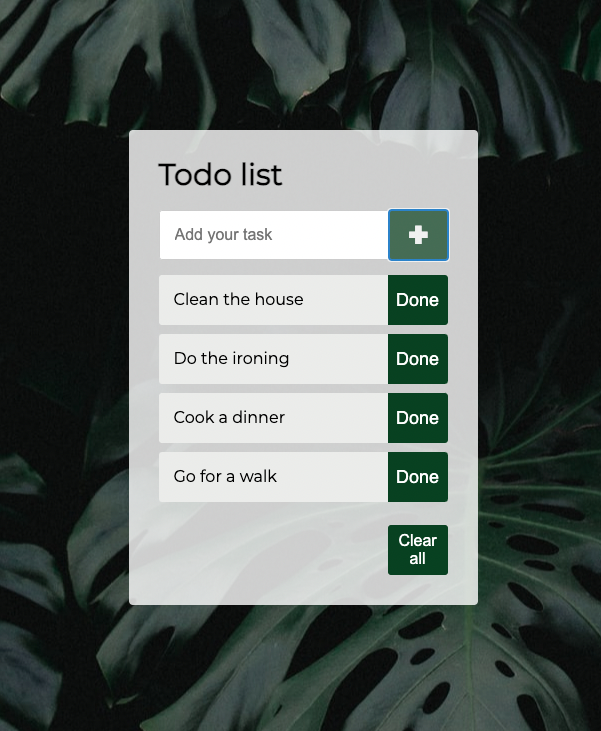 Todo list
Add your task
Clean the house Done
Do the ironing Done
Cook a dinner Done
Go for a walk Done
Clear
all